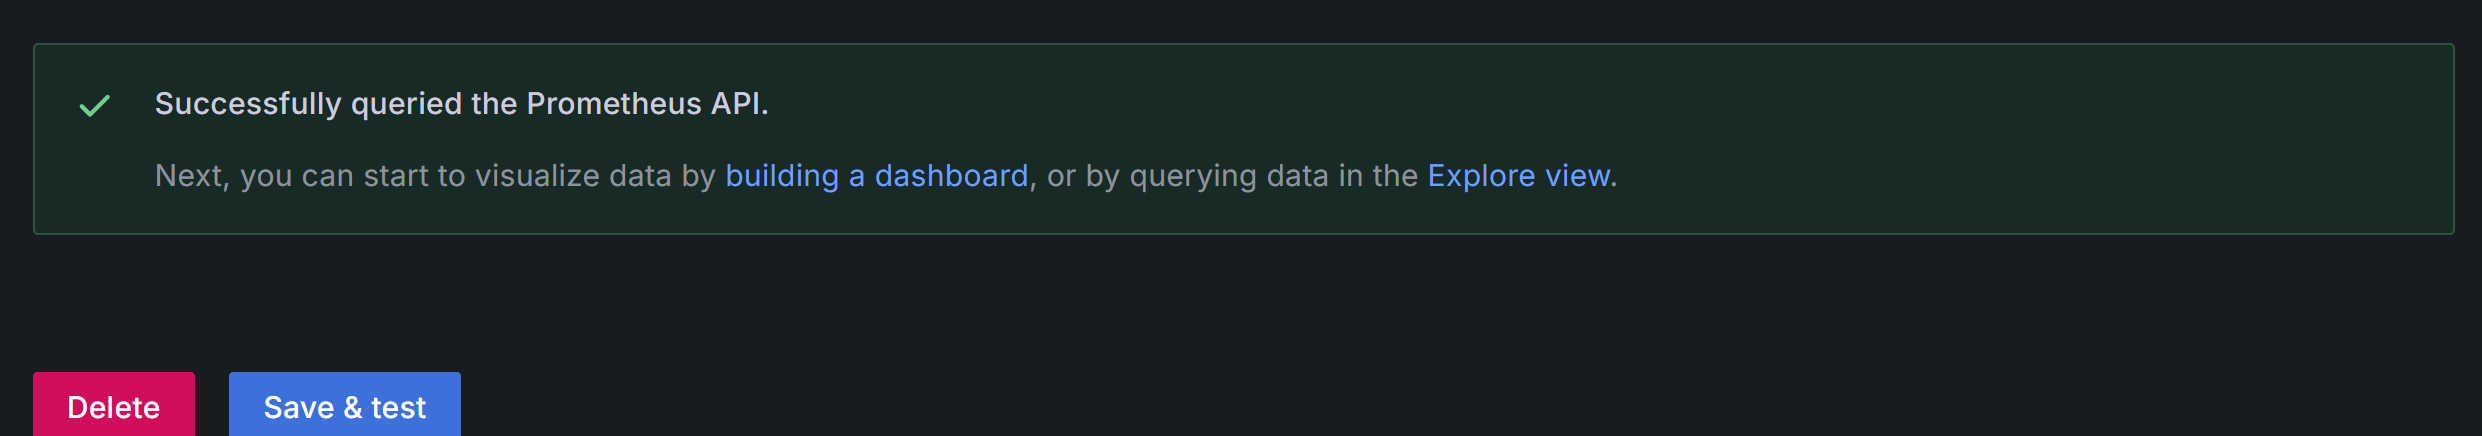 Successfully queried the Prometheus API.
Next, you can start to visualize data by building a dashboard, or by querying data in the Explore view.
Delete
Save & test